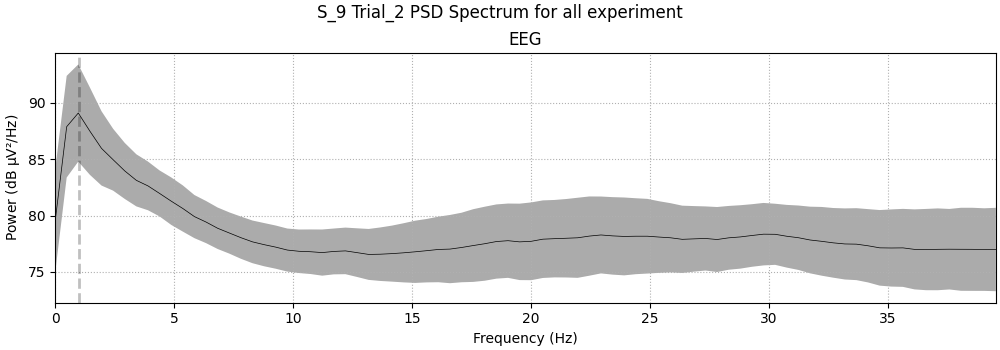 S_9 Trial_2 PSD Spectrum for all experiment
EEG
Power (dB µV²/Hz)
90
85
80
75
0 5 10 15 20 25 30 35
Frequency (Hz)